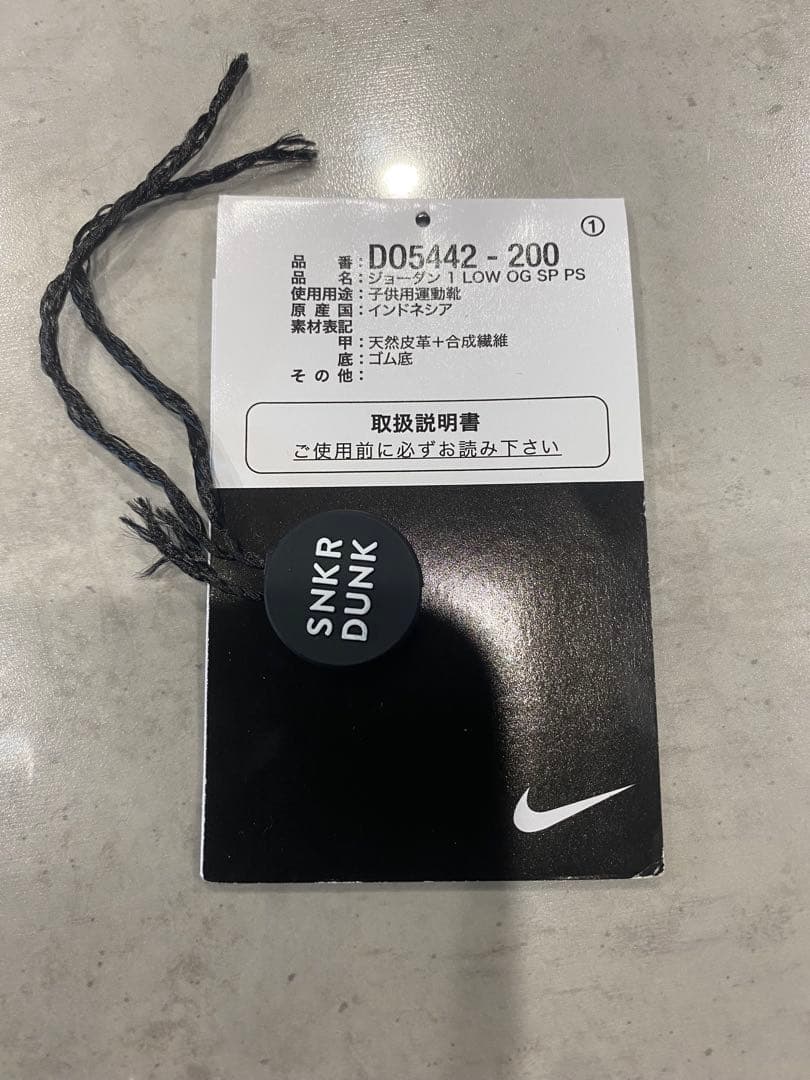 ①
品番：DO5442 - 200
品名：ジョーダン 1 LOW OG SP PS
使用用途：子供用運動靴
原産国：インドネシア
素材表記
甲：天然皮革＋合成繊維
底：ゴム底
その他：
取扱説明書
ご使用前に必ずお読み下さい
SNKR
DUNK